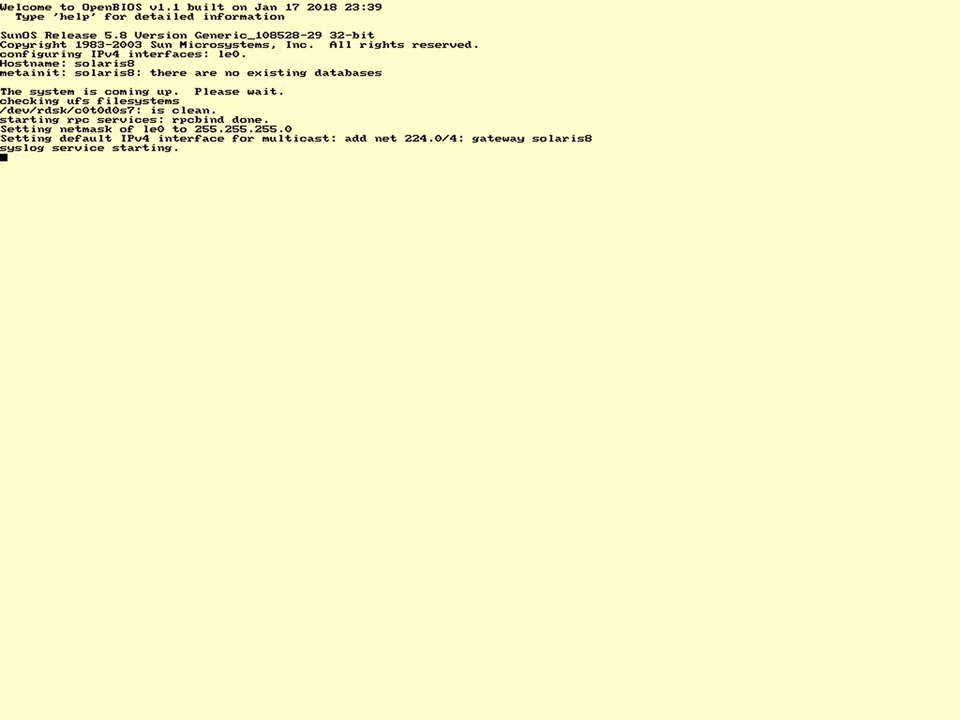 Welcome to OpenBIOS v1.1 built on Jan 17 2018 23:39
Type 'help' for detailed information
SunOS Release 5.8 Version Generic_108528-29 32-bit
Copyright 1983-2003 Sun Microsystems, Inc.  All rights reserved.
configuring IPv4 interfaces: le0.
Hostname: solaris8
metainit: solaris8: there are no existing databases
The system is coming up.  Please wait.
checking ufs filesystems
/dev/rdsk/c0t0d0s7: is clean.
starting rpc services: rpcbind done.
Setting netmask of le0 to 255.255.255.0
Setting default IPv4 interface for multicast: add net 224.0/4: gateway solaris8
syslog service starting.